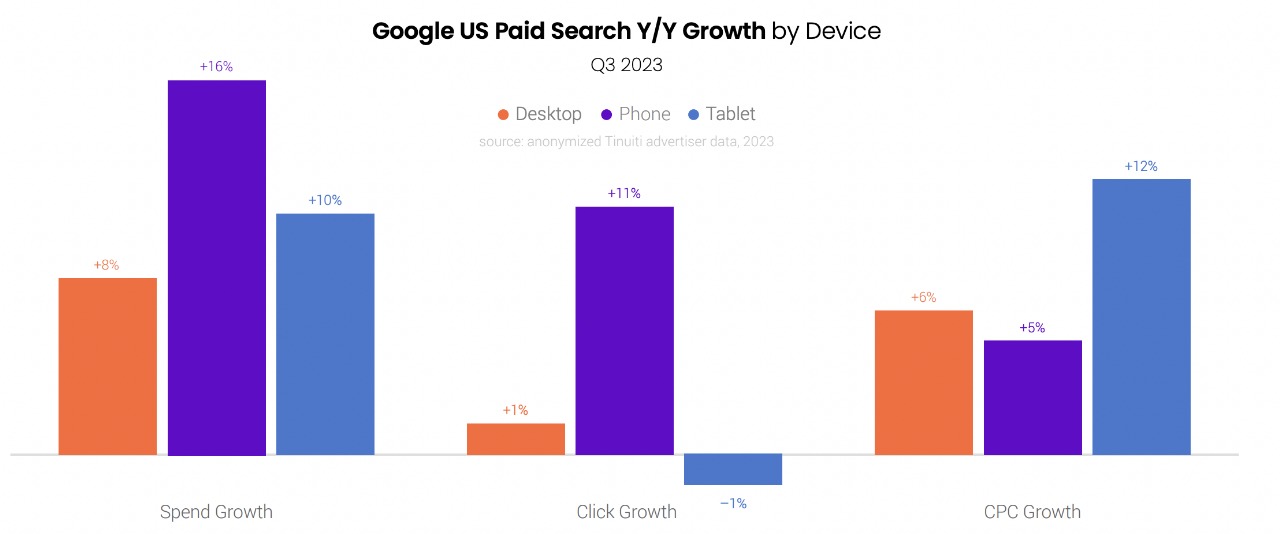 Google US Paid Search Y/Y Growth by Device
Q3 2023
Desktop Phone Tablet
source: anonymized Tinuiti advertiser data, 2023
+8%
+16%
+10%
+1%
+11%
−1%
+6%
+5%
+12%
Spend Growth
Click Growth
CPC Growth